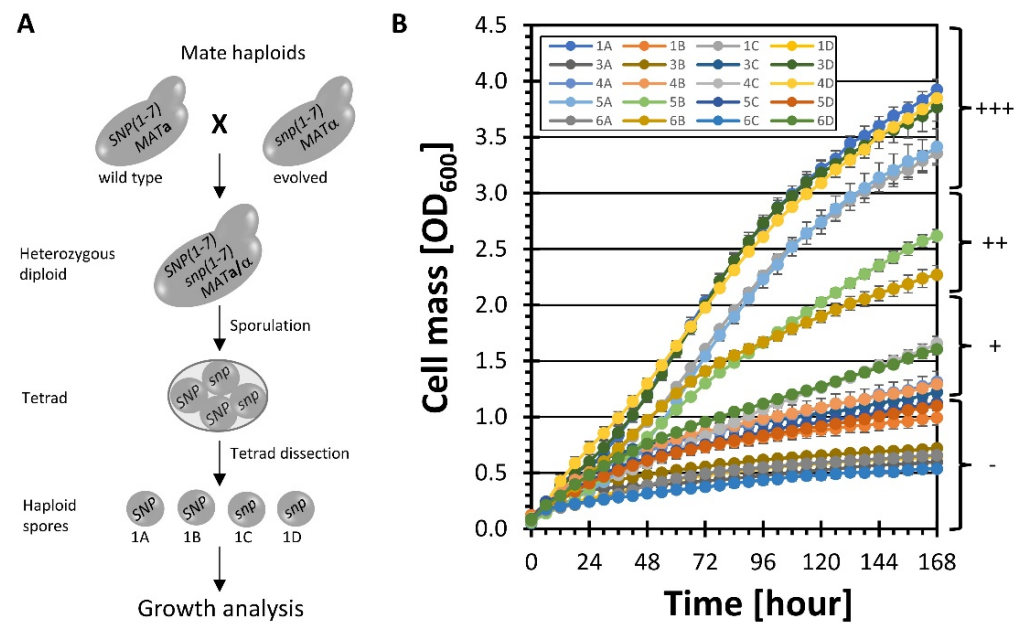 A
Mate haploids
SNP(1-7)
MATa
X
snp(1-7)
MATα
wild type
evolved
Heterozygous
diploid
SNP(1-7)
snp(1-7)
MATa/α
Sporulation
Tetrad
snp
SNP
snp
SNP
Tetrad dissection
Haploid
spores
SNP
SNP
snp
snp
1A
1B
1C
1D
Growth analysis
B
Cell mass [OD600]
4.5
4.0
3.5
3.0
2.5
2.0
1.5
1.0
0.5
0.0
1A 1B 1C 1D
3A 3B 3C 3D
4A 4B 4C 4D
5A 5B 5C 5D
6A 6B 6C 6D
+++
++
+
-
0 24 48 72 96 120 144 168
Time [hour]